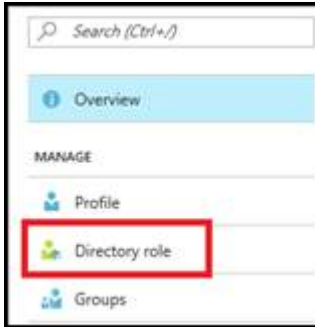 Search (Ctrl+/)
Overview
MANAGE
Profile
Directory role
Groups